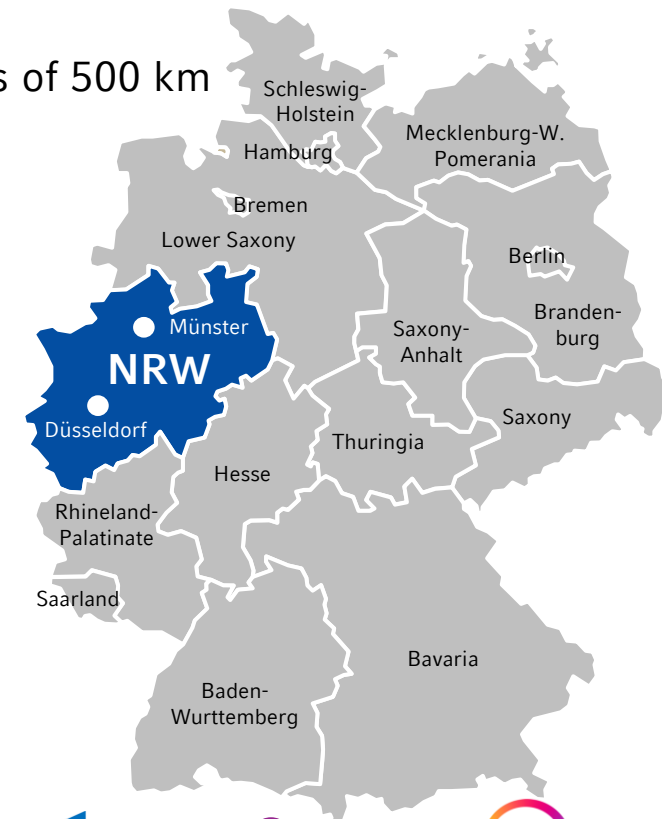 s of 500 km
Schleswig-
Holstein
Mecklenburg-W.
Pomerania
Hamburg
Bremen
Lower Saxony
Berlin
Branden-
burg
Münster
Saxony-
Anhalt
NRW
Düsseldorf
Saxony
Thuringia
Hesse
Rhineland-
Palatinate
Saarland
Bavaria
Baden-
Wurttemberg